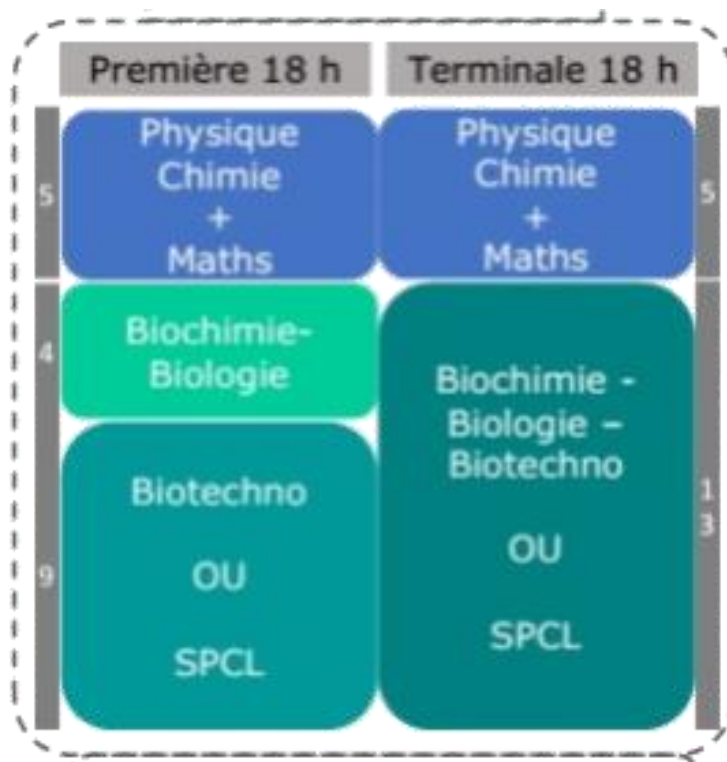 Première 18 h
Terminale 18 h
5
Physique
Chimie
+
Maths
Physique
Chimie
+
Maths
5
4
Biochimie-
Biologie
9
Biotechno
OU
SPCL
Biochimie -
Biologie –
Biotechno
OU
SPCL
1
3